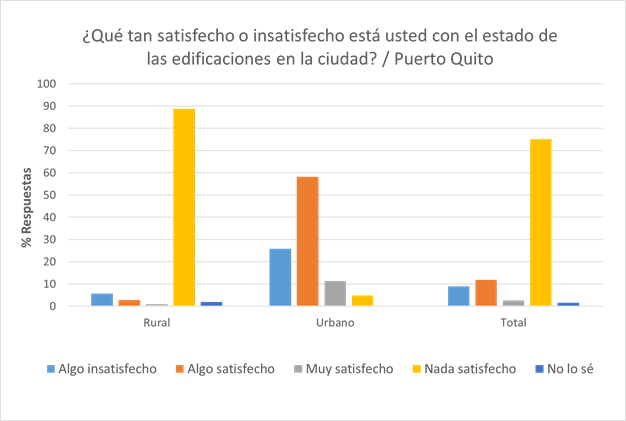 ¿Qué tan satisfecho o insatisfecho está usted con el estado de
las edificaciones en la ciudad? / Puerto Quito
% Respuestas
100
90
80
70
60
50
40
30
20
10
0
Rural
Urbano
Total
Algo insatisfecho
Algo satisfecho
Muy satisfecho
Nada satisfecho
No lo sé